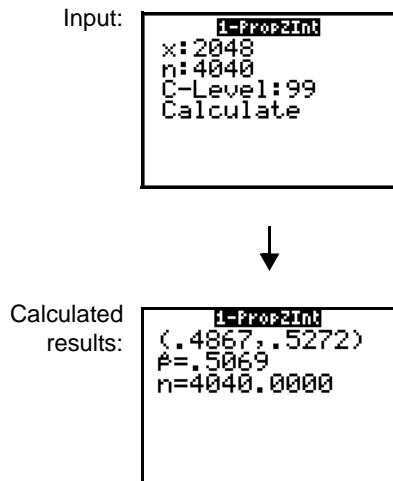 Input:
1-PropZInt
x:2048
n:4040
C-Level:99
Calculate
Calculated results:
1-PropZInt
(.4867,.5272)
p̂=.5069
n=4040.0000